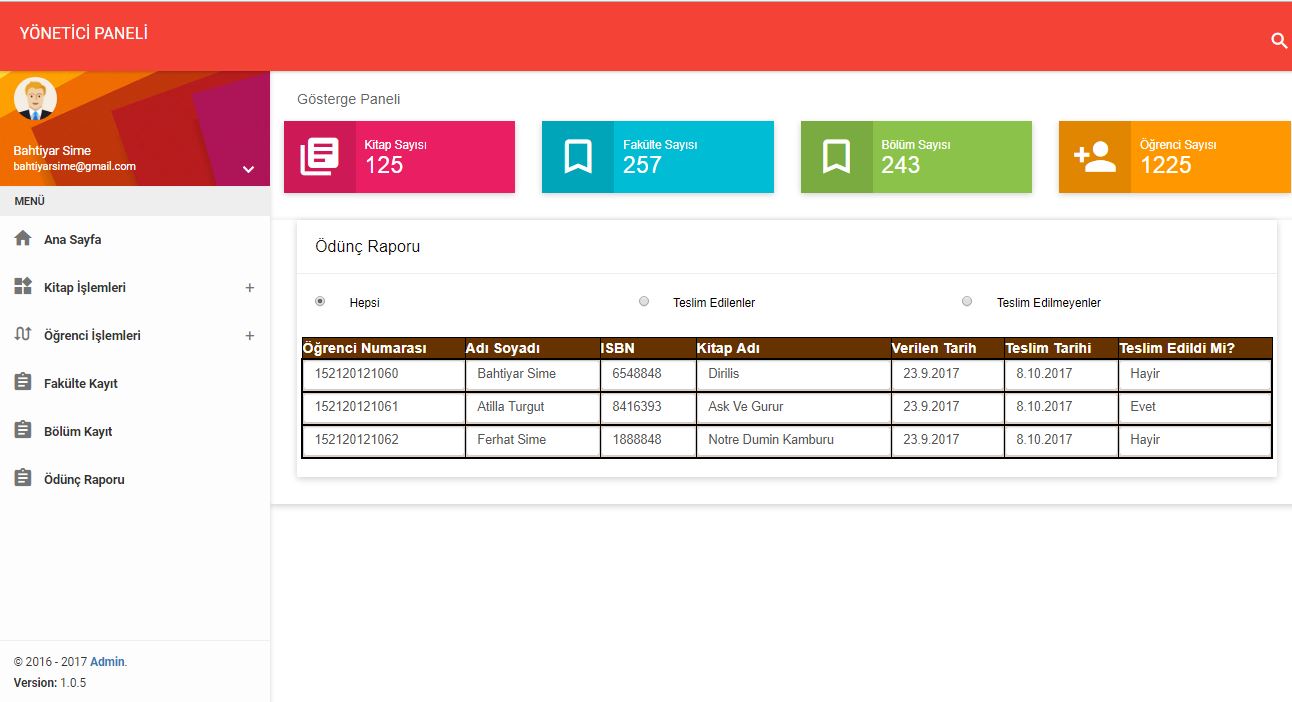 YÖNETİCİ PANELİ
Bahtiyar Sime
bahtiyarsime@gmail.com
MENÜ
Ana Sayfa
Kitap İşlemleri +
Öğrenci İşlemleri +
Fakülte Kayıt
Bölüm Kayıt
Ödünç Raporu
© 2016 - 2017 Admin.
Version: 1.0.5
Gösterge Paneli
Kitap Sayısı
125
Fakülte Sayısı
257
Bölüm Sayısı
243
Öğrenci Sayısı
1225
Ödünç Raporu
Hepsi Teslim Edilenler Teslim Edilmeyenler
Öğrenci Numarası Adı Soyadı ISBN Kitap Adı Verilen Tarih Teslim Tarihi Teslim Edildi Mi?
152120121060 Bahtiyar Sime 6548848 Dirilis 23.9.2017 8.10.2017 Hayir
152120121061 Atilla Turgut 8416393 Ask Ve Gurur 23.9.2017 8.10.2017 Evet
152120121062 Ferhat Sime 1888848 Notre Dumin Kamburu 23.9.2017 8.10.2017 Hayir